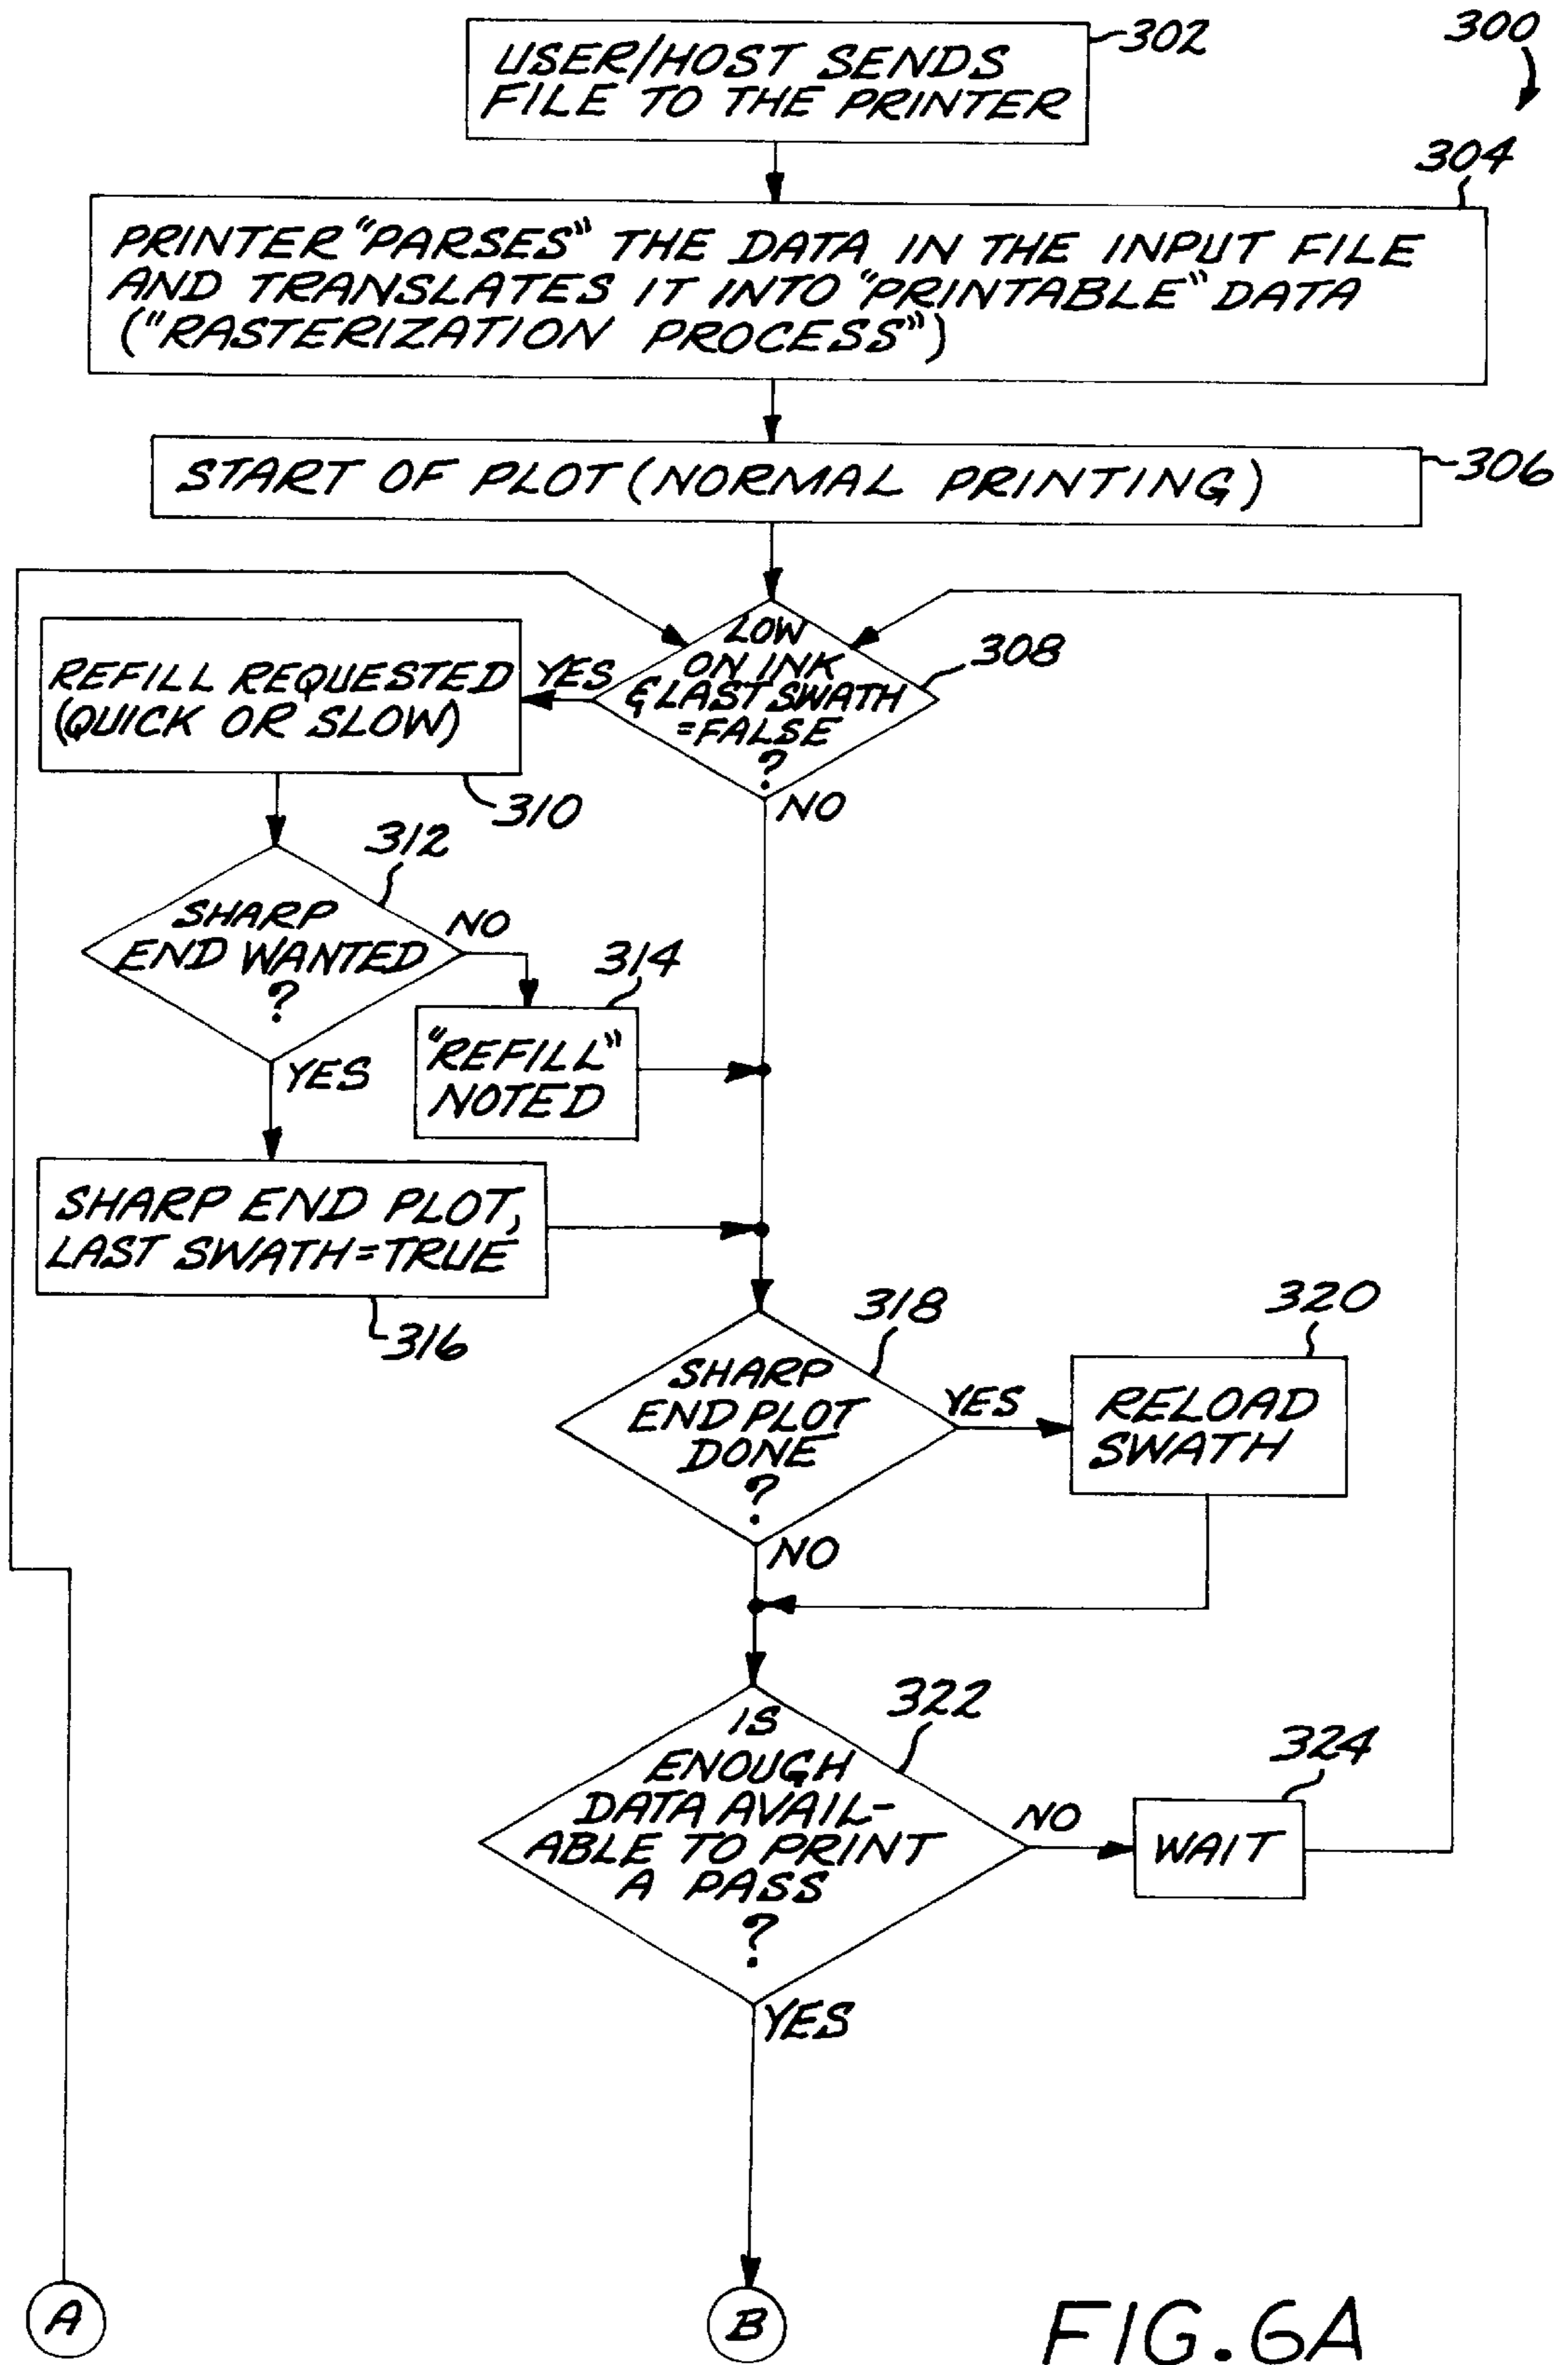 302
300
USER/HOST SENDS
FILE TO THE PRINTER
304
PRINTER "PARSES" THE DATA IN THE INPUT FILE
AND TRANSLATES IT INTO "PRINTABLE" DATA
("RASTERIZATION PROCESS")
START OF PLOT (NORMAL PRINTING)
306
LOW
ON INK
& LAST SWATH
=FALSE
?
308
YES
NO
REFILL REQUESTED
(QUICK OR SLOW)
310
312
SHARP
END WANTED
?
NO
YES
314
"REFILL"
NOTED
SHARP END PLOT,
LAST SWATH=TRUE
316
318
SHARP
END PLOT
DONE
?
YES
NO
320
RELOAD
SWATH
322
IS
ENOUGH
DATA AVAIL-
ABLE TO PRINT
A PASS
?
NO
YES
324
WAIT
A
B
FIG.6A